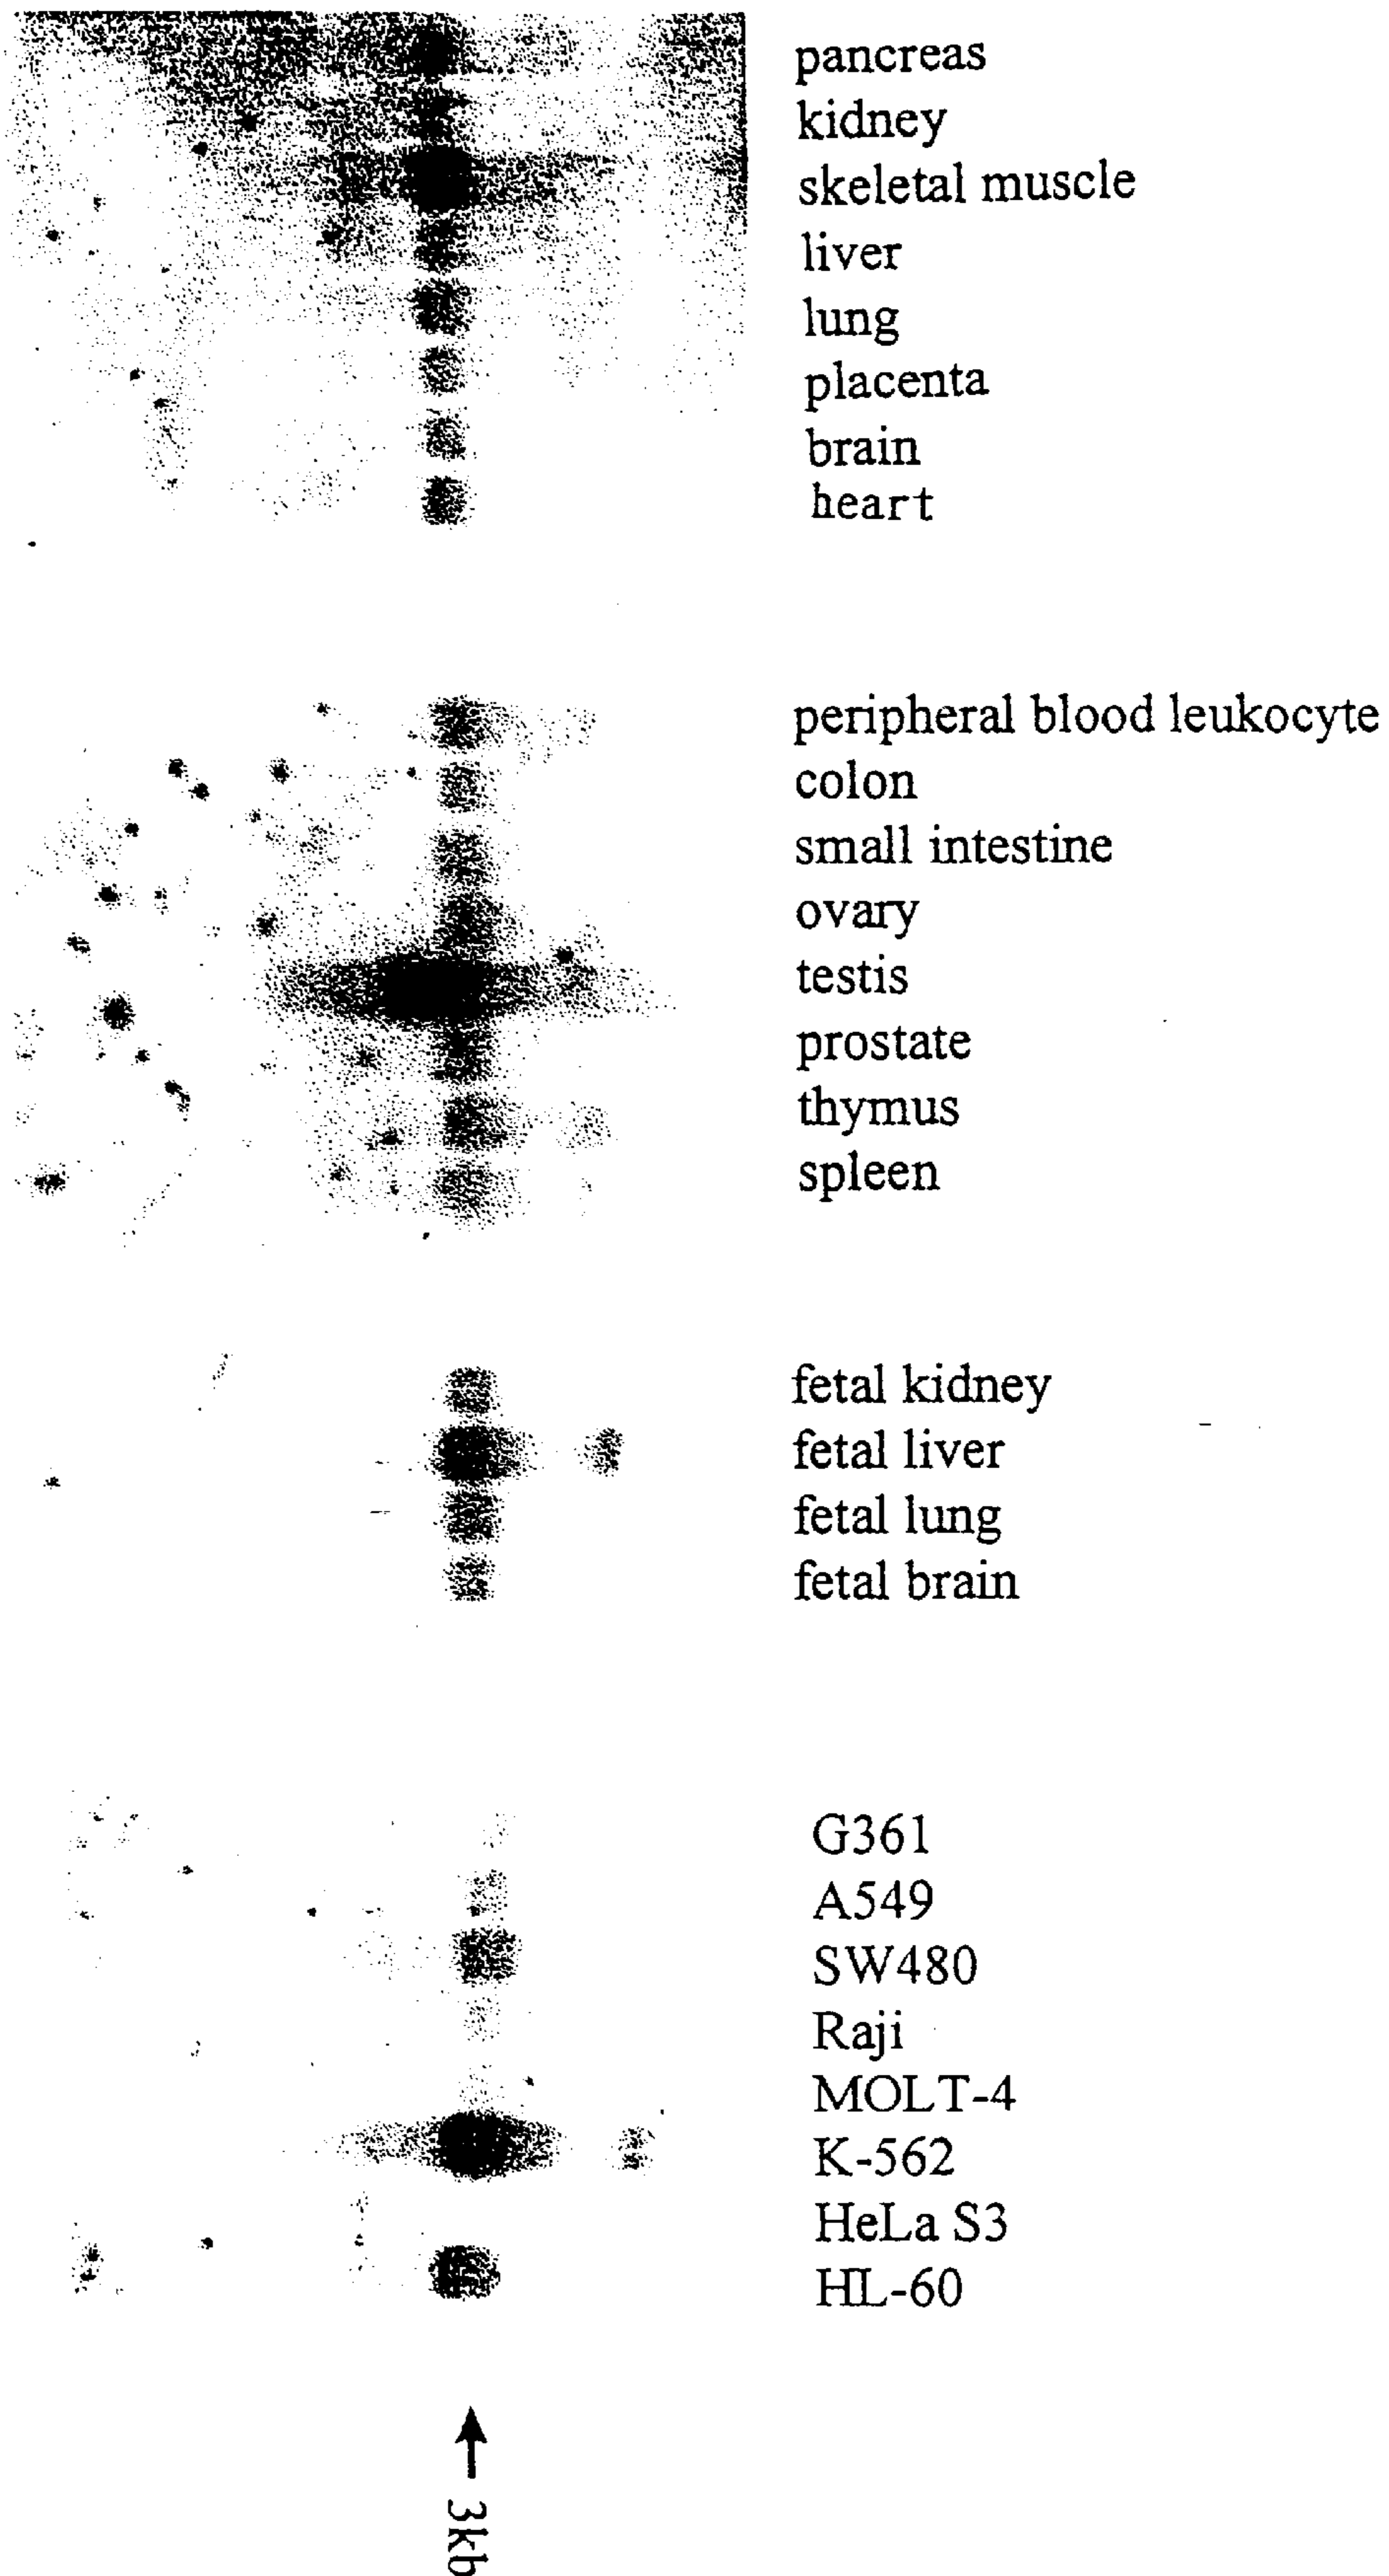 pancreas
kidney
skeletal muscle
liver
lung
placenta
brain
heart
peripheral blood leukocyte
colon
small intestine
ovary
testis
prostate
thymus
spleen
fetal kidney
fetal liver
fetal lung
fetal brain
G361
A549
SW480
Raji
MOLT-4
K-562
HeLa S3
HL-60
3kb